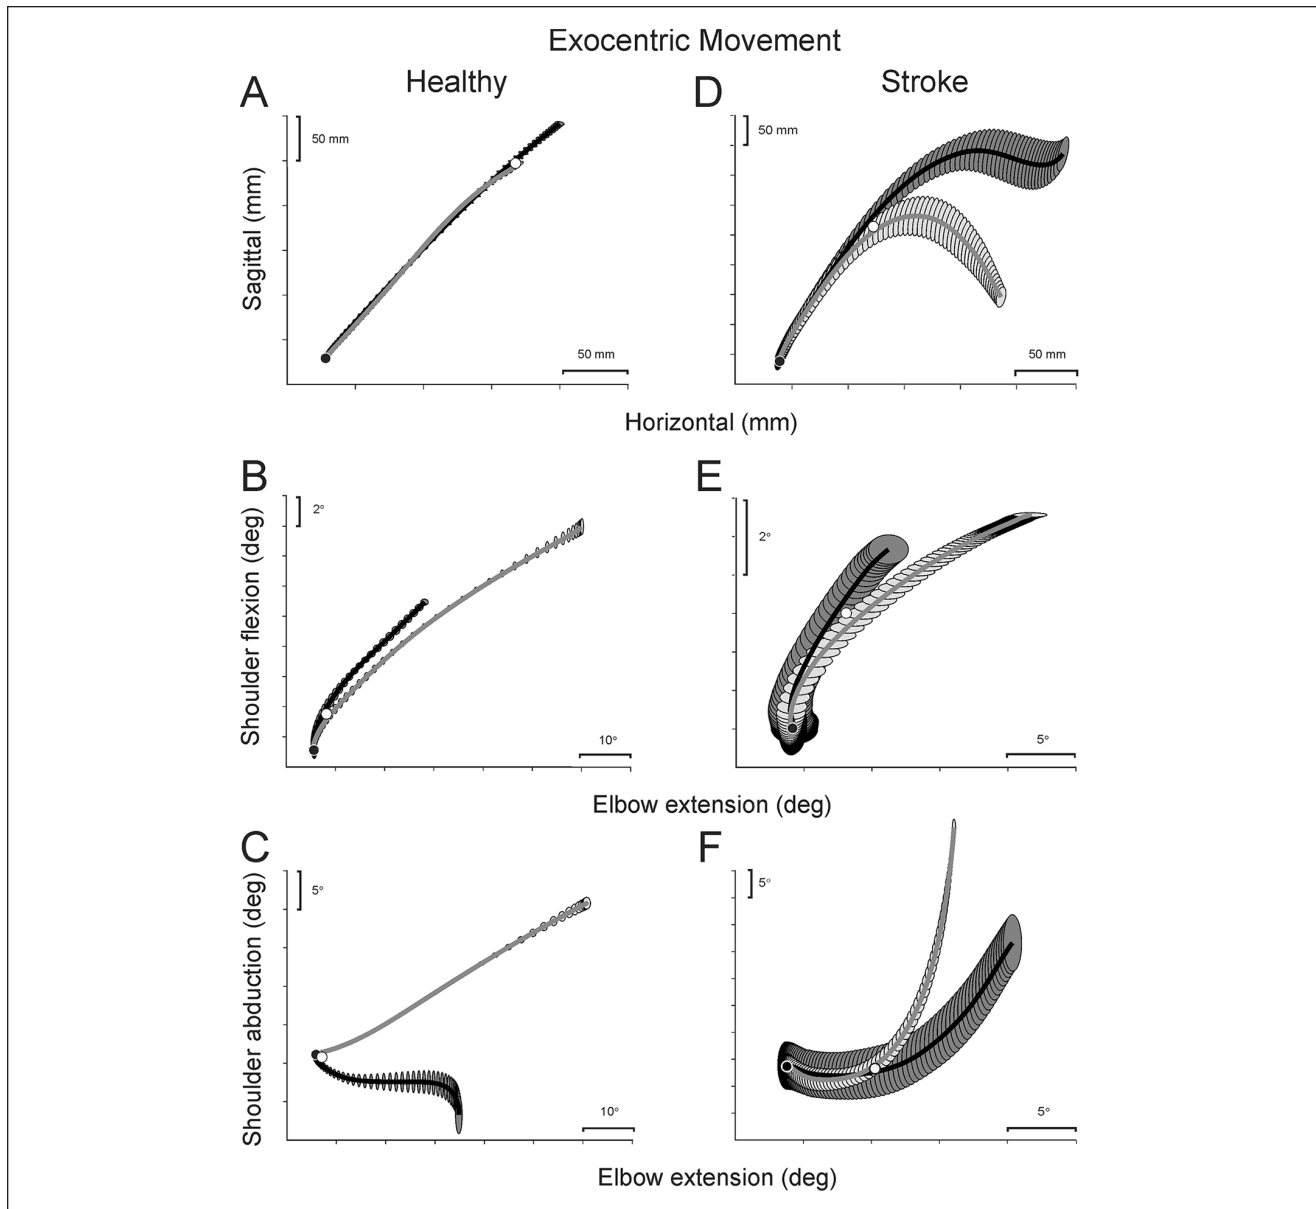 Exocentric Movement
Healthy
Stroke
A
D
50 mm
50 mm
Sagittal (mm)
50 mm
50 mm
Horizontal (mm)
B
E
2°
2°
Shoulder flexion (deg)
10°
5°
Elbow extension (deg)
C
F
5°
5°
Shoulder abduction (deg)
10°
5°
Elbow extension (deg)